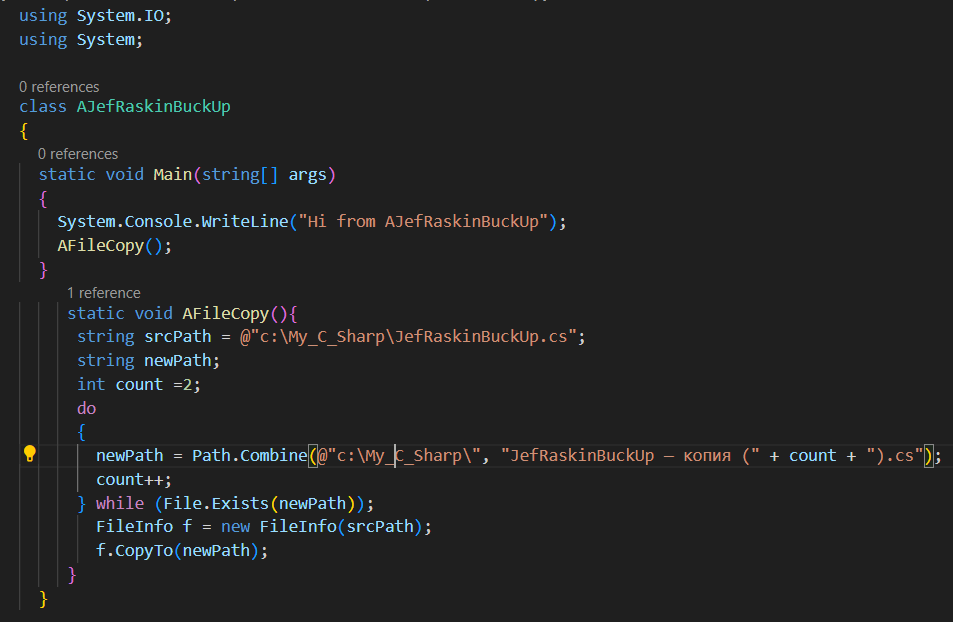 using System.IO;
using System;
0 references
class AJefRaskinBuckUp
{
0 references
static void Main(string[] args)
{
System.Console.WriteLine("Hi from AJefRaskinBuckUp");
AFileCopy();
}
1 reference
static void AFileCopy(){
string srcPath = @"c:\My_C_Sharp\JefRaskinBuckUp.cs";
string newPath;
int count =2;
do
{
newPath = Path.Combine(@"c:\My_C_Sharp\", "JefRaskinBuckUp – копия (" + count + ").cs");
count++;
} while (File.Exists(newPath));
FileInfo f = new FileInfo(srcPath);
f.CopyTo(newPath);
}
}